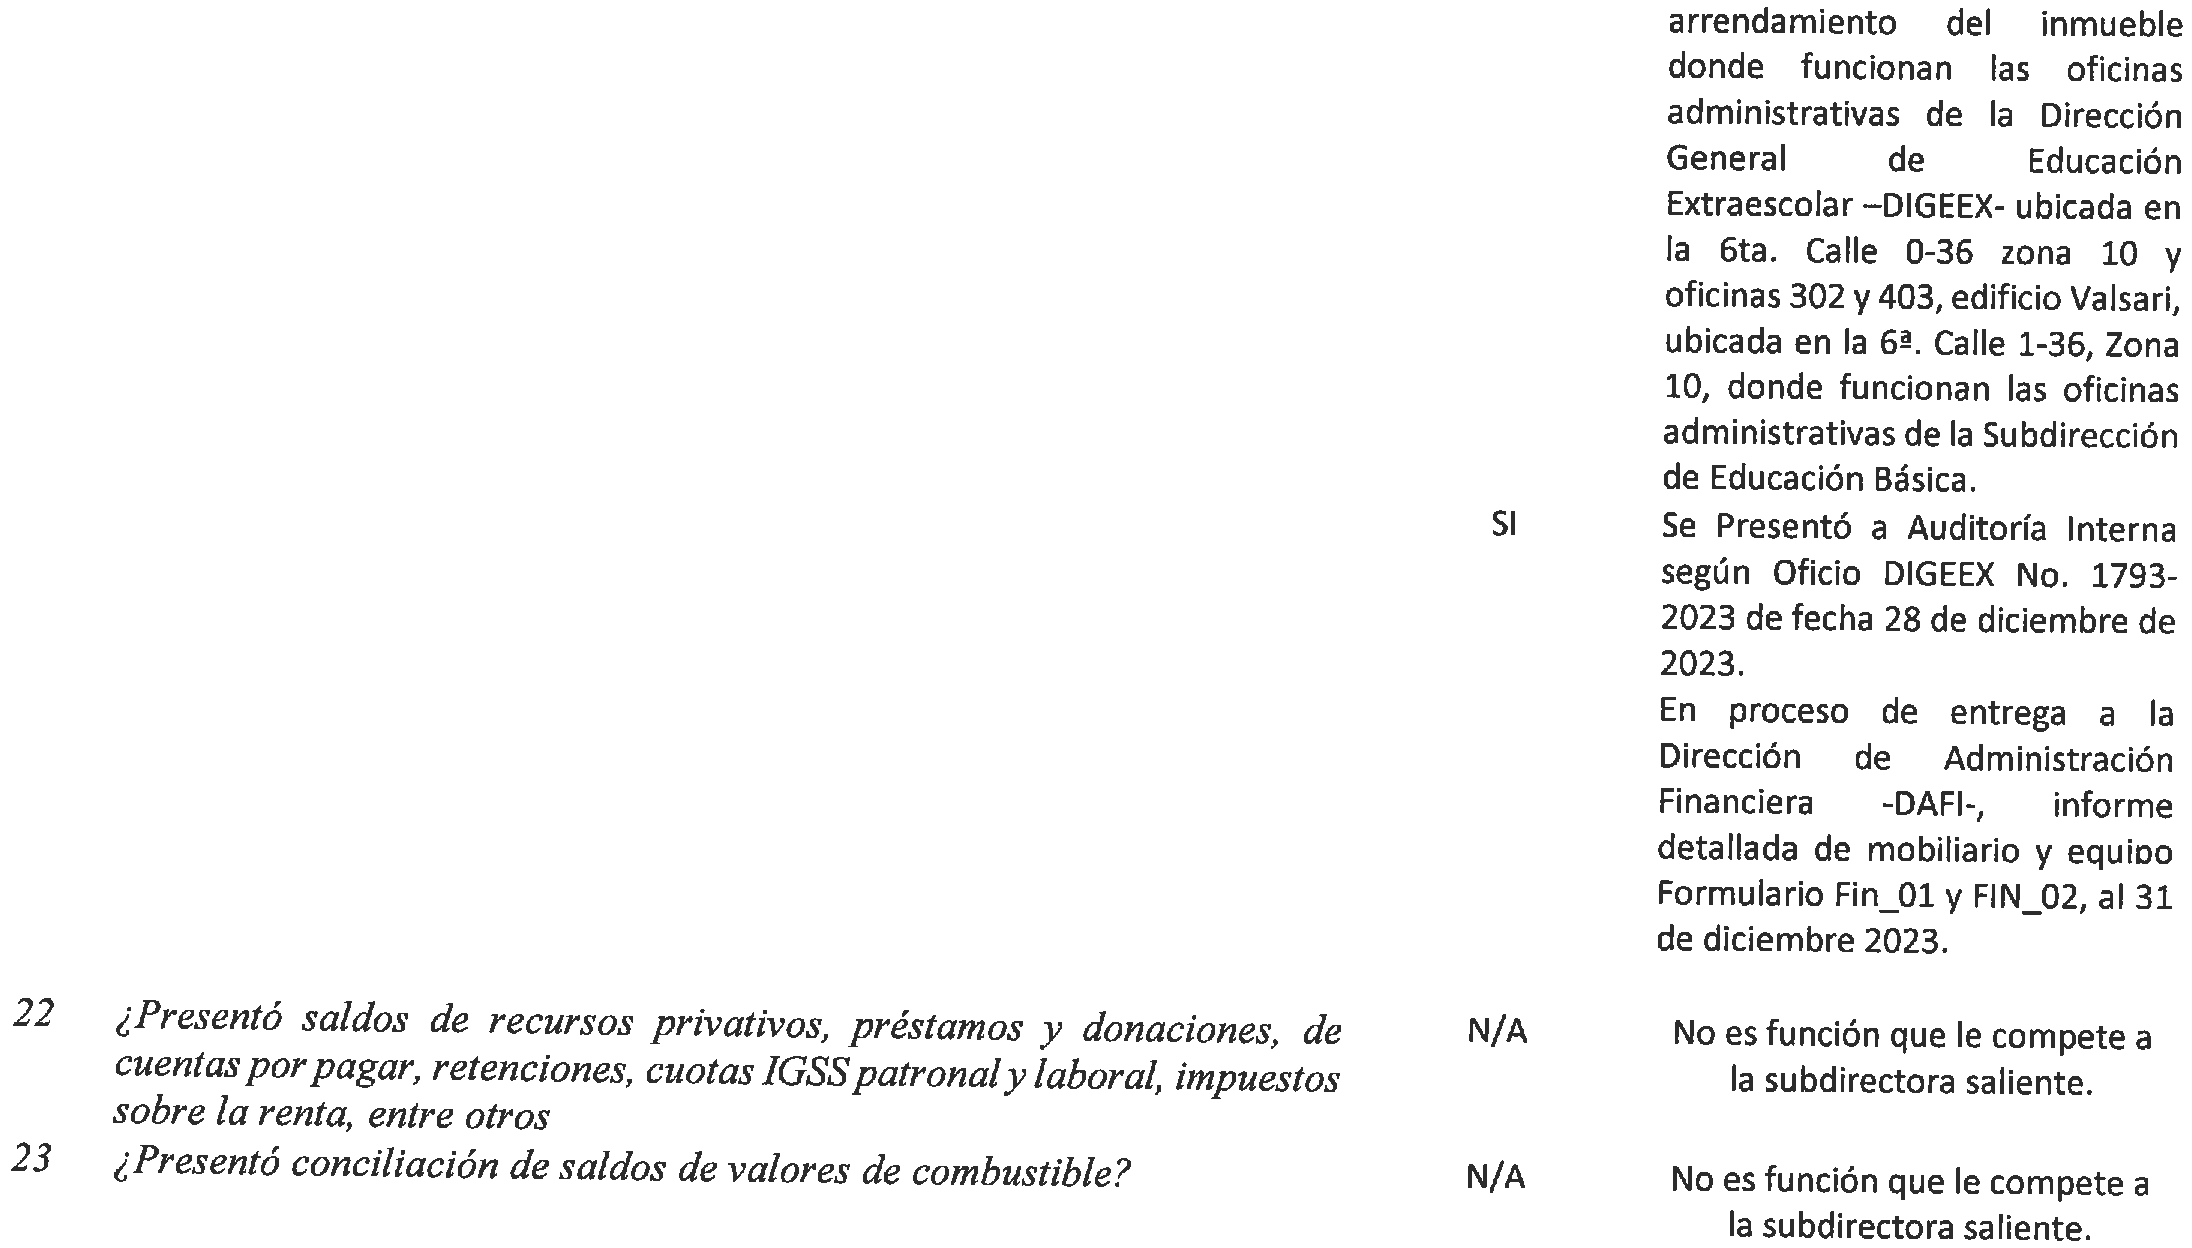 arrendamiento del inmueble
donde funcionan las oficinas
administrativas de la Dirección
General de Educación
Extraescolar –DIGEEX- ubicada en
la 6ta. Calle 0-36 zona 10 y
oficinas 302 y 403, edificio Valsari,
ubicada en la 6ª. Calle 1-36, Zona
10, donde funcionan las oficinas
administrativas de la Subdirección
de Educación Básica.
SI
Se Presentó a Auditoría Interna
según Oficio DIGEEX No. 1793-
2023 de fecha 28 de diciembre de
2023.
En proceso de entrega a la
Dirección de Administración
Financiera -DAFI-, informe
detallada de mobiliario y equipo
Formulario Fin_01 y FIN_02, al 31
de diciembre 2023.
22 ¿Presentó saldos de recursos privativos, préstamos y donaciones, de
cuentas por pagar, retenciones, cuotas IGSS patronal y laboral, impuestos
sobre la renta, entre otros
N/A
No es función que le compete a
la subdirectora saliente.
23 ¿Presentó conciliación de saldos de valores de combustible?
N/A
No es función que le compete a
la subdirectora saliente.